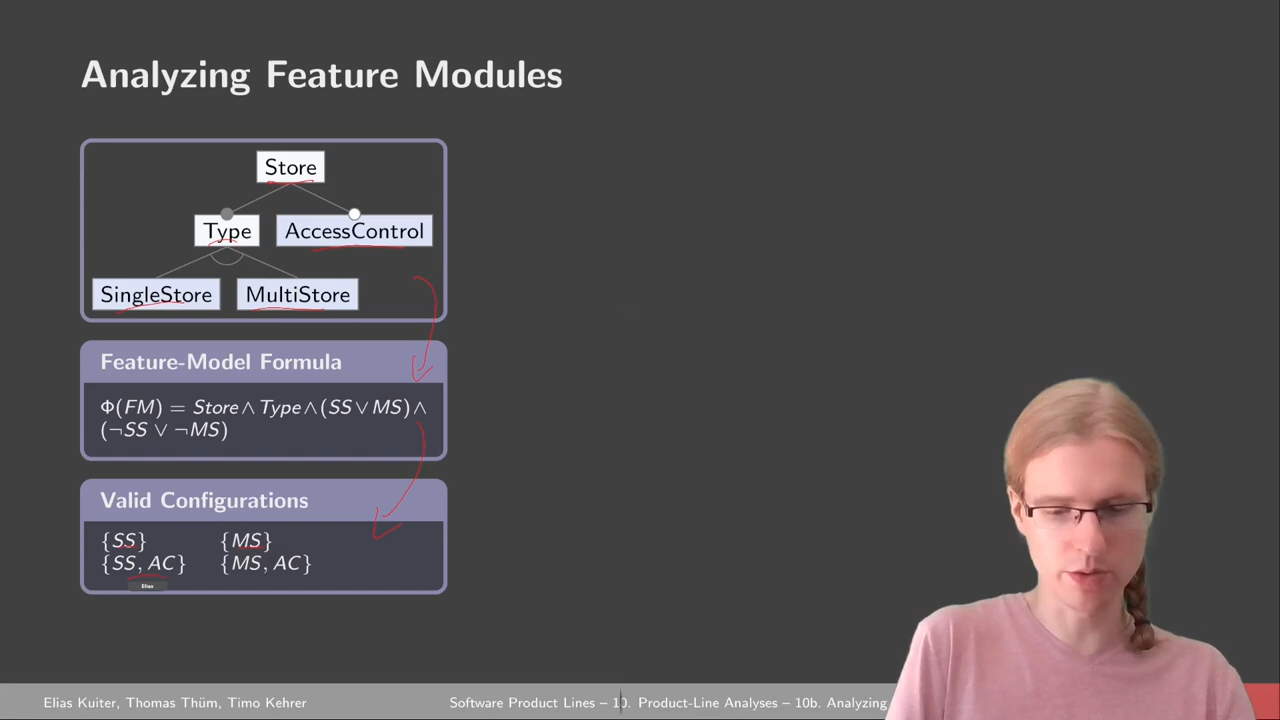 Analyzing Feature Modules
Store
Type
AccessControl
SingleStore
MultiStore
Feature-Model Formula
Φ(FM) = Store ∧ Type ∧ (SS ∨ MS) ∧
(¬SS ∨ ¬MS)
Valid Configurations
{SS} {MS}
{SS, AC} {MS, AC}
Elias
Elias Kuiter, Thomas Thüm, Timo Kehrer
Software Product Lines – 10. Product-Line Analyses – 10b. Analyzing